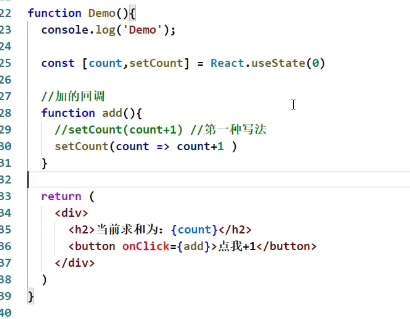 22 function Demo(){
23   console.log('Demo');
24
25   const [count,setCount] = React.useState(0)
26
27   //加的回调
28   function add(){
29     //setCount(count+1) //第一种写法
30     setCount(count => count+1 )
31   }
32
33   return (
34     <div>
35       <h2>当前求和为：{count}</h2>
36       <button onClick={add}>点我+1</button>
37     </div>
38   )
39 }
40